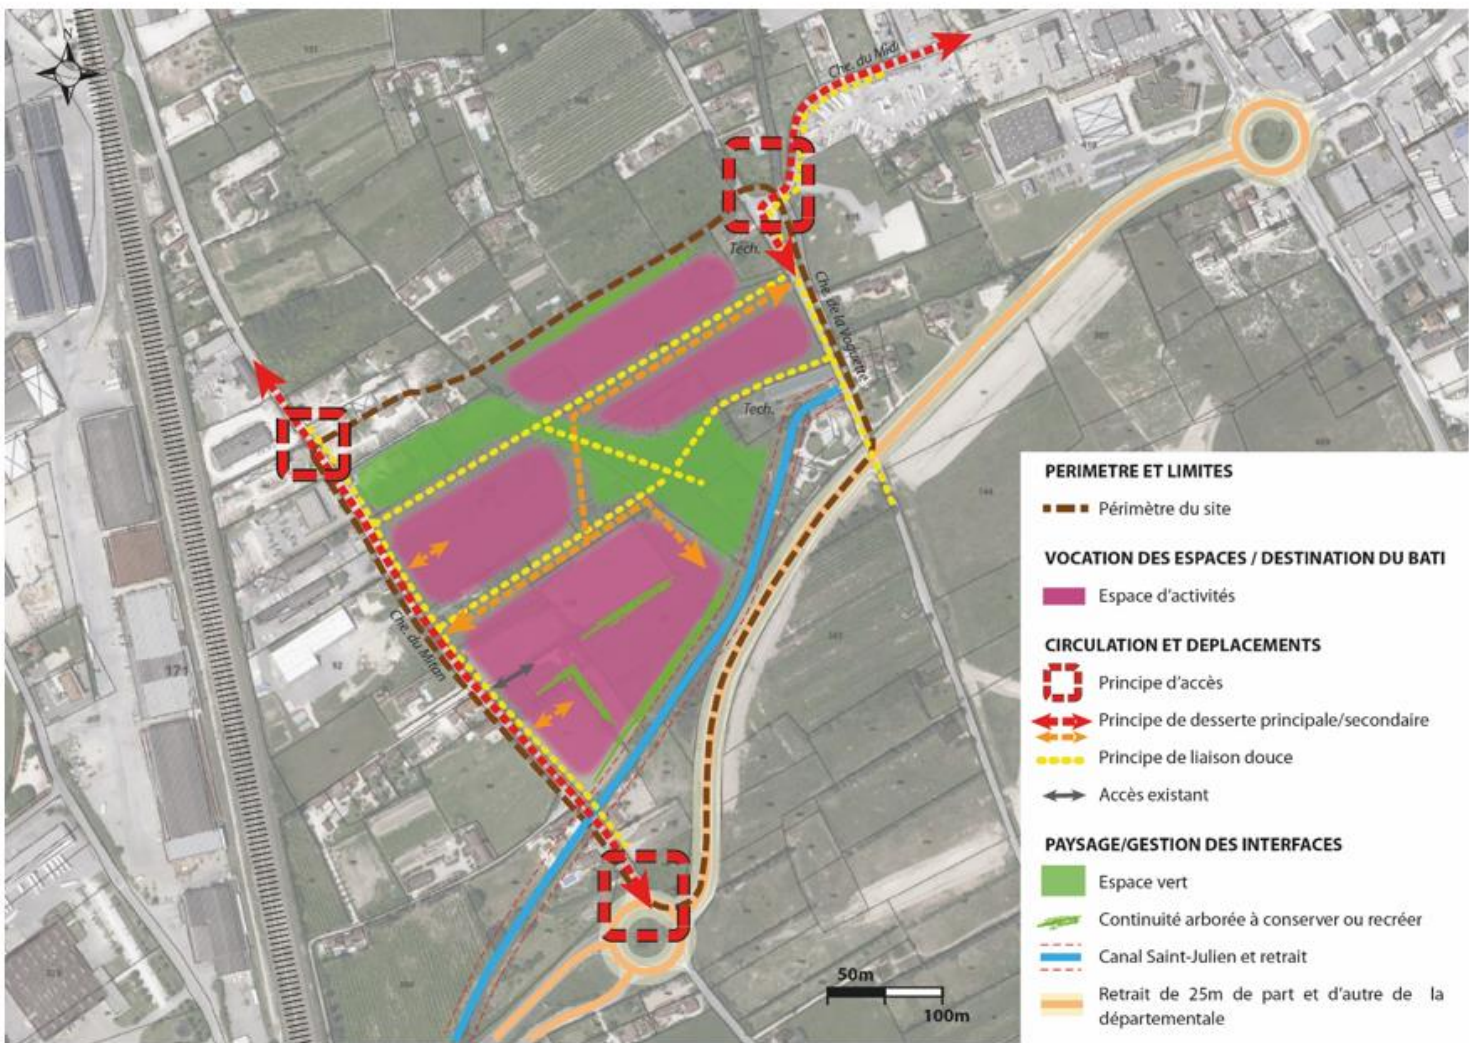 N
Che. du Midi
Tech.
Che. de la Voguette
Tech.
Che. du Mitan
171
92
50m
100m
PERIMETRE ET LIMITES
Périmètre du site
VOCATION DES ESPACES / DESTINATION DU BATI
Espace d'activités
CIRCULATION ET DEPLACEMENTS
Principe d'accès
Principe de desserte principale/secondaire
Principe de liaison douce
Accès existant
PAYSAGE/GESTION DES INTERFACES
Espace vert
Continuité arborée à conserver ou recréer
Canal Saint-Julien et retrait
Retrait de 25m de part et d'autre de la
départementale